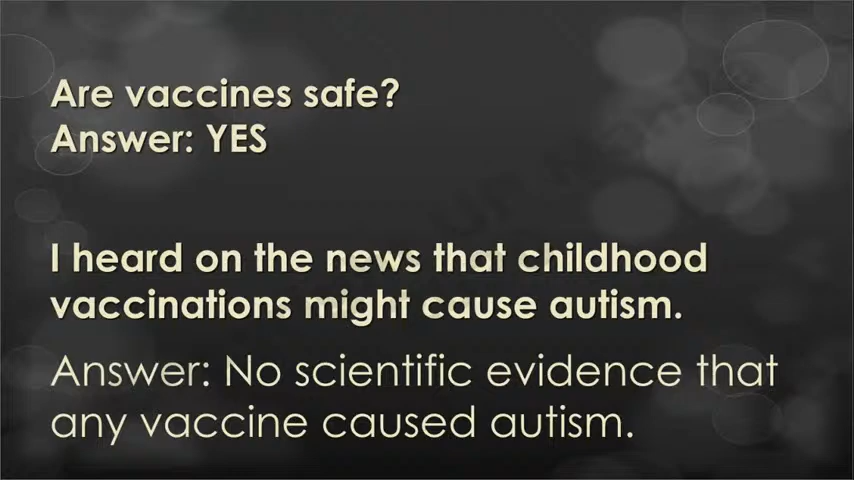 Are vaccines safe?
Answer: YES
I heard on the news that childhood
vaccinations might cause autism.
Answer: No scientific evidence that
any vaccine caused autism.